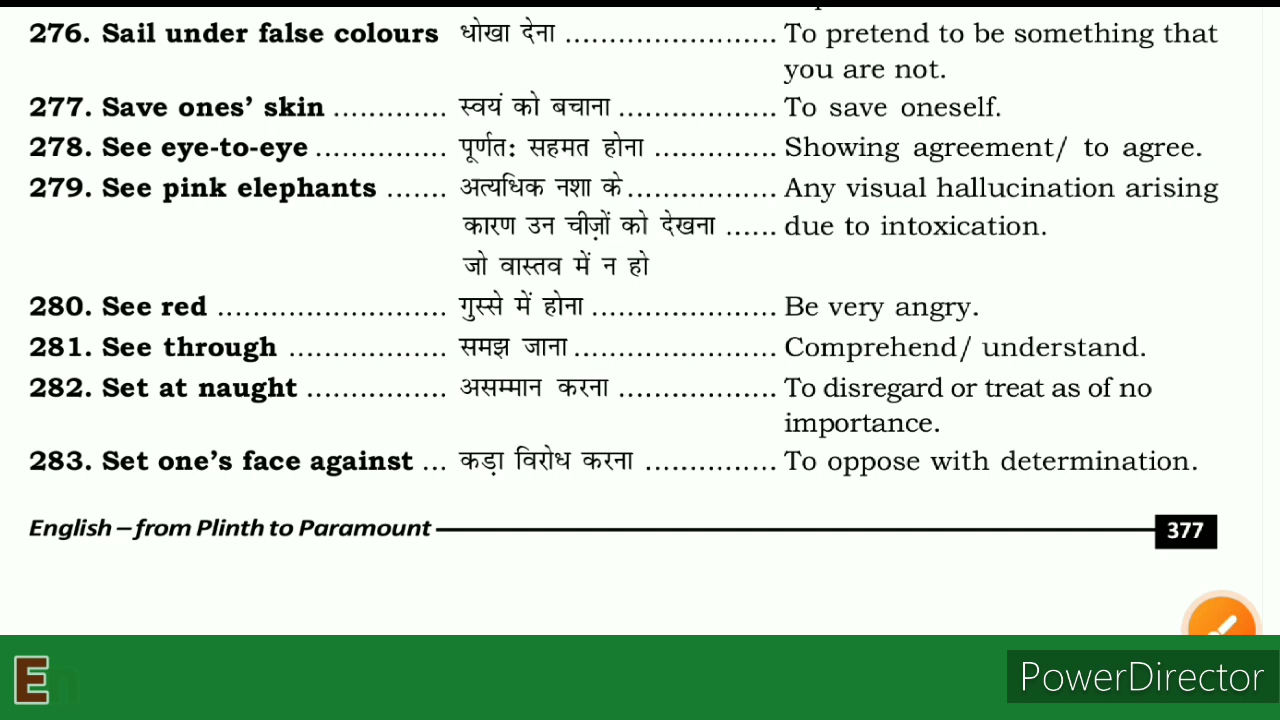 276. Sail under false colours धोखा देना ........................ To pretend to be something that
you are not.
277. Save ones’ skin ............. स्वयं को बचाना .................. To save oneself.
278. See eye-to-eye ............... पूर्णत: सहमत होना .............. Showing agreement/ to agree.
279. See pink elephants ....... अत्यधिक नशा के ................. Any visual hallucination arising
कारण उन चीज़ों को देखना ...... due to intoxication.
जो वास्तव में न हो
280. See red .......................... गुस्से में होना ..................... Be very angry.
281. See through .................. समझ जाना ....................... Comprehend/ understand.
282. Set at naught ................ असम्मान करना .................. To disregard or treat as of no
importance.
283. Set one’s face against ... कड़ा विरोध करना ............... To oppose with determination.
English – from Plinth to Paramount 377
E
PowerDirector